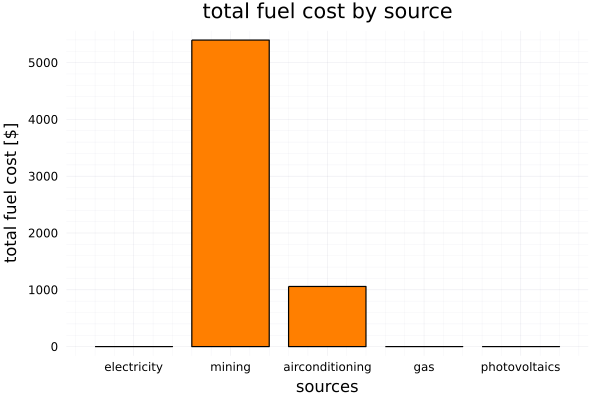 total fuel cost by source
total fuel cost [$]
5000
4000
3000
2000
1000
0
electricity mining airconditioning gas photovoltaics
sources